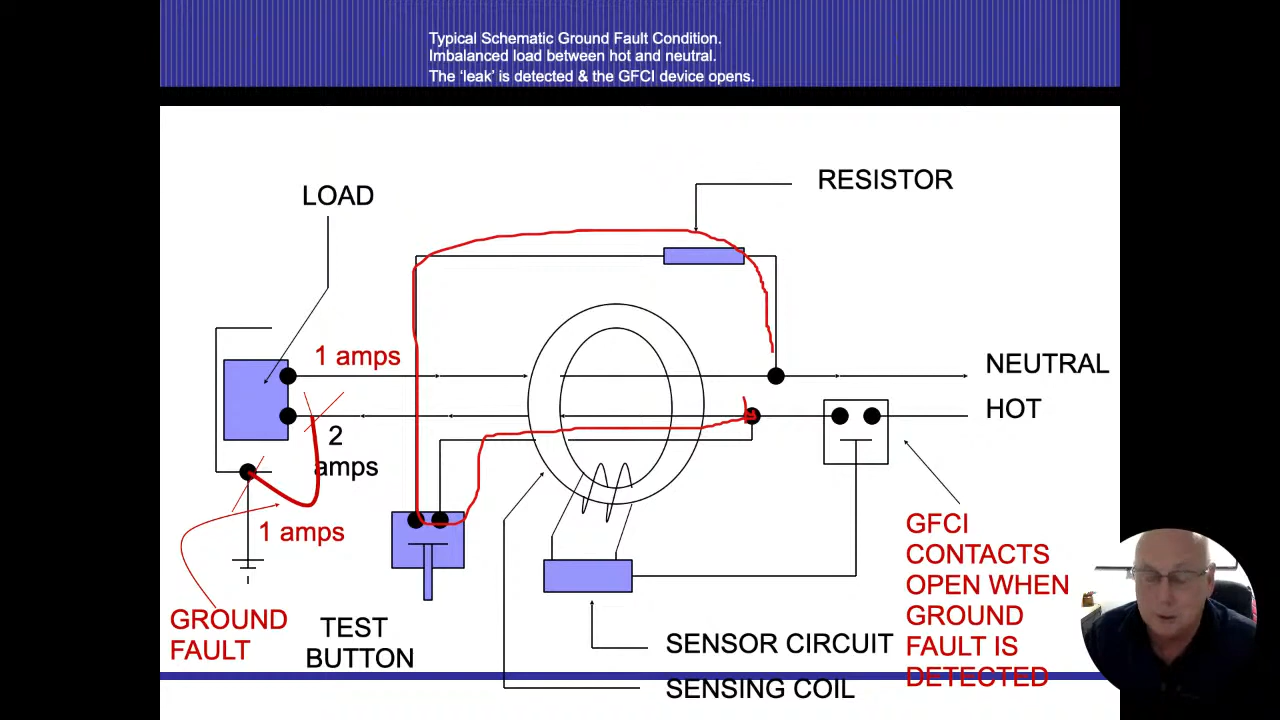 Typical Schematic Ground Fault Condition.
Imbalanced load between hot and neutral.
The ‘leak’ is detected & the GFCI device opens.
RESISTOR
LOAD
1 amps
NEUTRAL
HOT
2
amps
1 amps
GFCI
CONTACTS
OPEN WHEN
GROUND
FAULT IS
DETECTED
GROUND
FAULT
TEST
BUTTON
SENSOR CIRCUIT
SENSING COIL